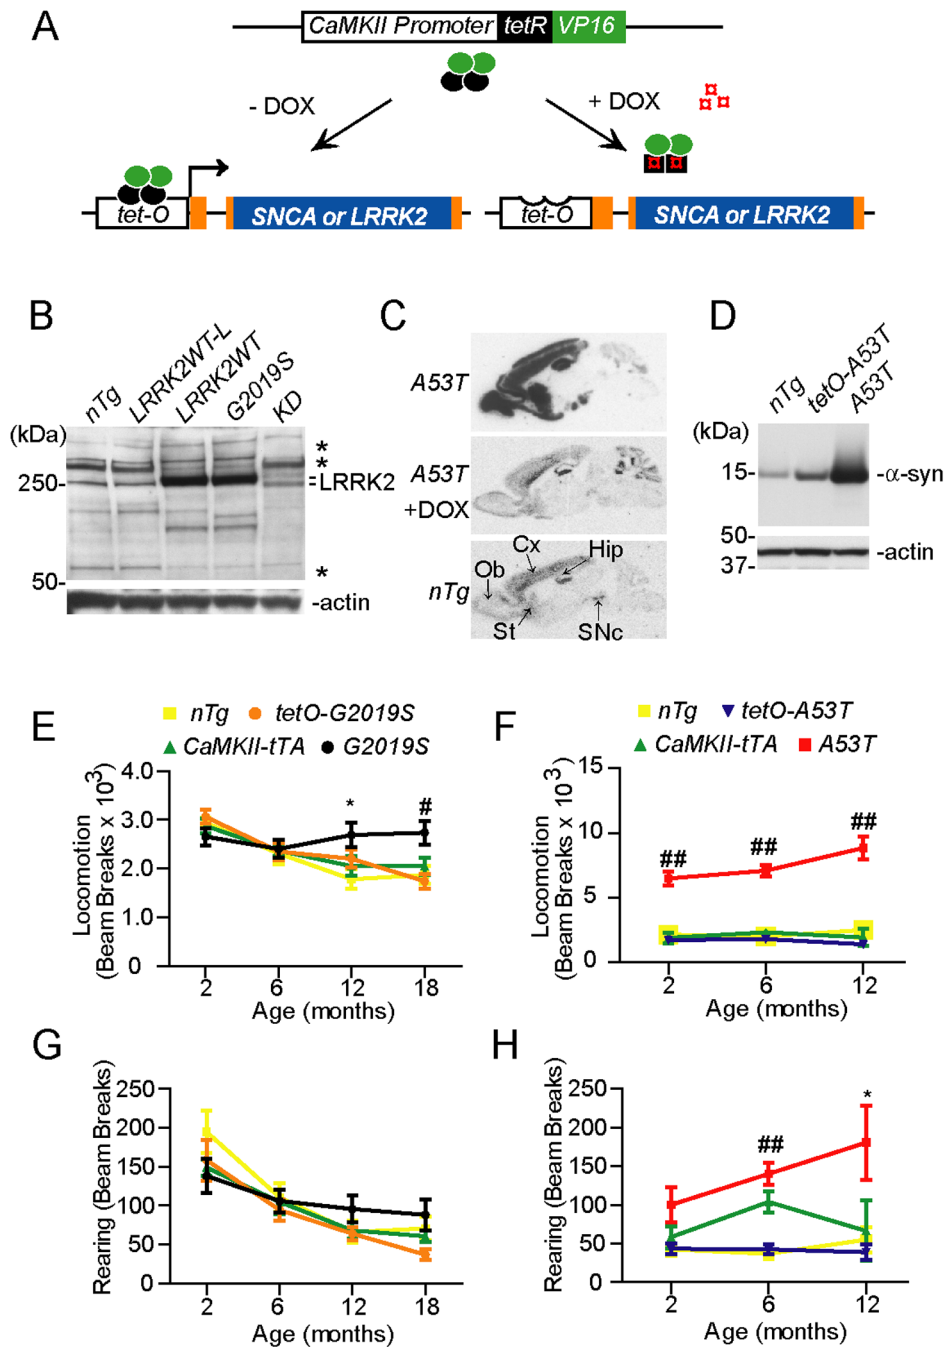 A
CaMKII Promoter tetR VP16
- DOX
+ DOX
tet-O
SNCA or LRRK2
tet-O
SNCA or LRRK2
B
nTg
LRRK2WT-L
LRRK2WT
G2019S
KD
(kDa)
*
*
250-
LRRK2
50-
*
-actin
C
A53T
A53T
+DOX
nTg
Cx
Hip
Ob
St
SNc
D
nTg
tetO-A53T
A53T
(kDa)
15-
-α-syn
50-
37-
-actin
E
nTg
tetO-G2019S
CaMKII-tTA
G2019S
Locomotion
(Beam Breaks x 10³)
4.0
3.0
2.0
1.0
0
*
#
2 6 12 18
Age (months)
F
nTg
tetO-A53T
CaMKII-tTA
A53T
Locomotion
(Beam Breaks x 10³)
15
10
5
0
##
##
##
2 6 12
Age (months)
G
Rearing (Beam Breaks)
250
200
150
100
50
0
2 6 12 18
Age (months)
H
Rearing (Beam Breaks)
250
200
150
100
50
0
##
*
2 6 12
Age (months)